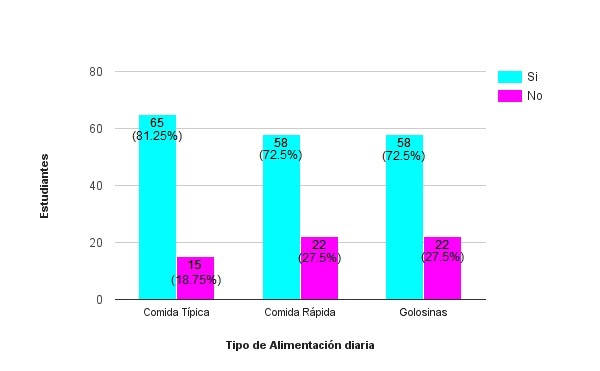 80
60
40
20
0
Estudiantes
65
(81.25%)
15
(18.75%)
58
(72.5%)
22
(27.5%)
58
(72.5%)
22
(27.5%)
Si
No
Comida Típica
Comida Rápida
Golosinas
Tipo de Alimentación diaria